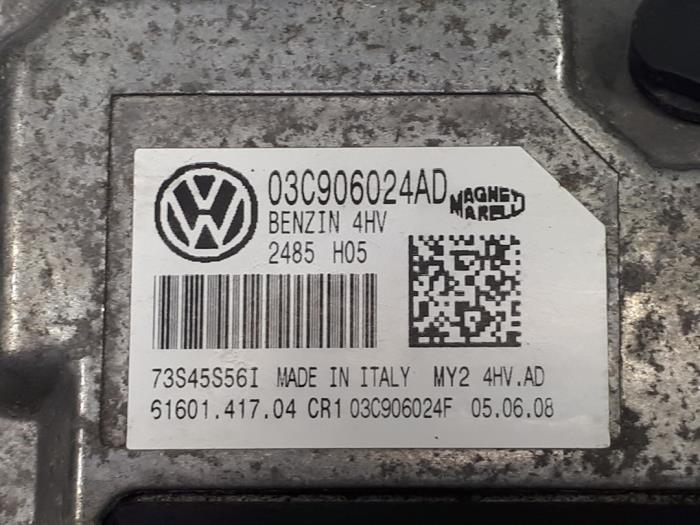 03C906024AD
MAGNETI MARELLI
BENZIN 4HV
2485 H05
73S45S56I MADE IN ITALY MY2 4HV.AD
61601.417.04 CR1 03C906024F 05.06.08